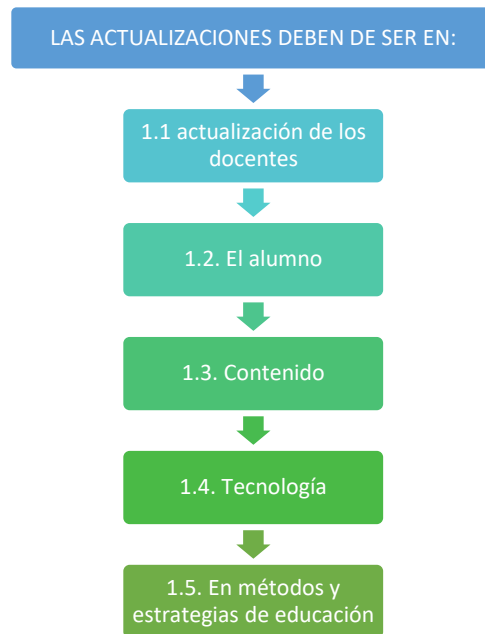 LAS ACTUALIZACIONES DEBEN DE SER EN:
1.1 actualización de los
docentes
1.2. El alumno
1.3. Contenido
1.4. Tecnología
1.5. En métodos y
estrategias de educación